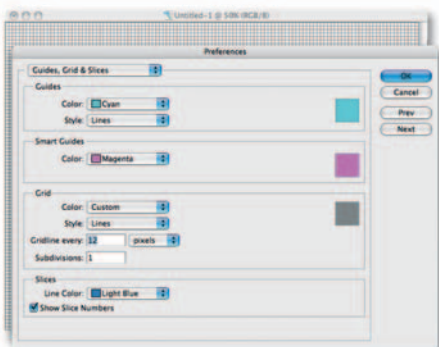 Untitled-1 @ 50% (RGB/8)
Preferences
Guides, Grid & Slices
OK
Cancel
Prev
Next
Guides
Color: Cyan
Style: Lines
Smart Guides
Color: Magenta
Grid
Color: Custom
Style: Lines
Gridline every: 12 pixels
Subdivisions: 1
Slices
Line Color: Light Blue
Show Slice Numbers